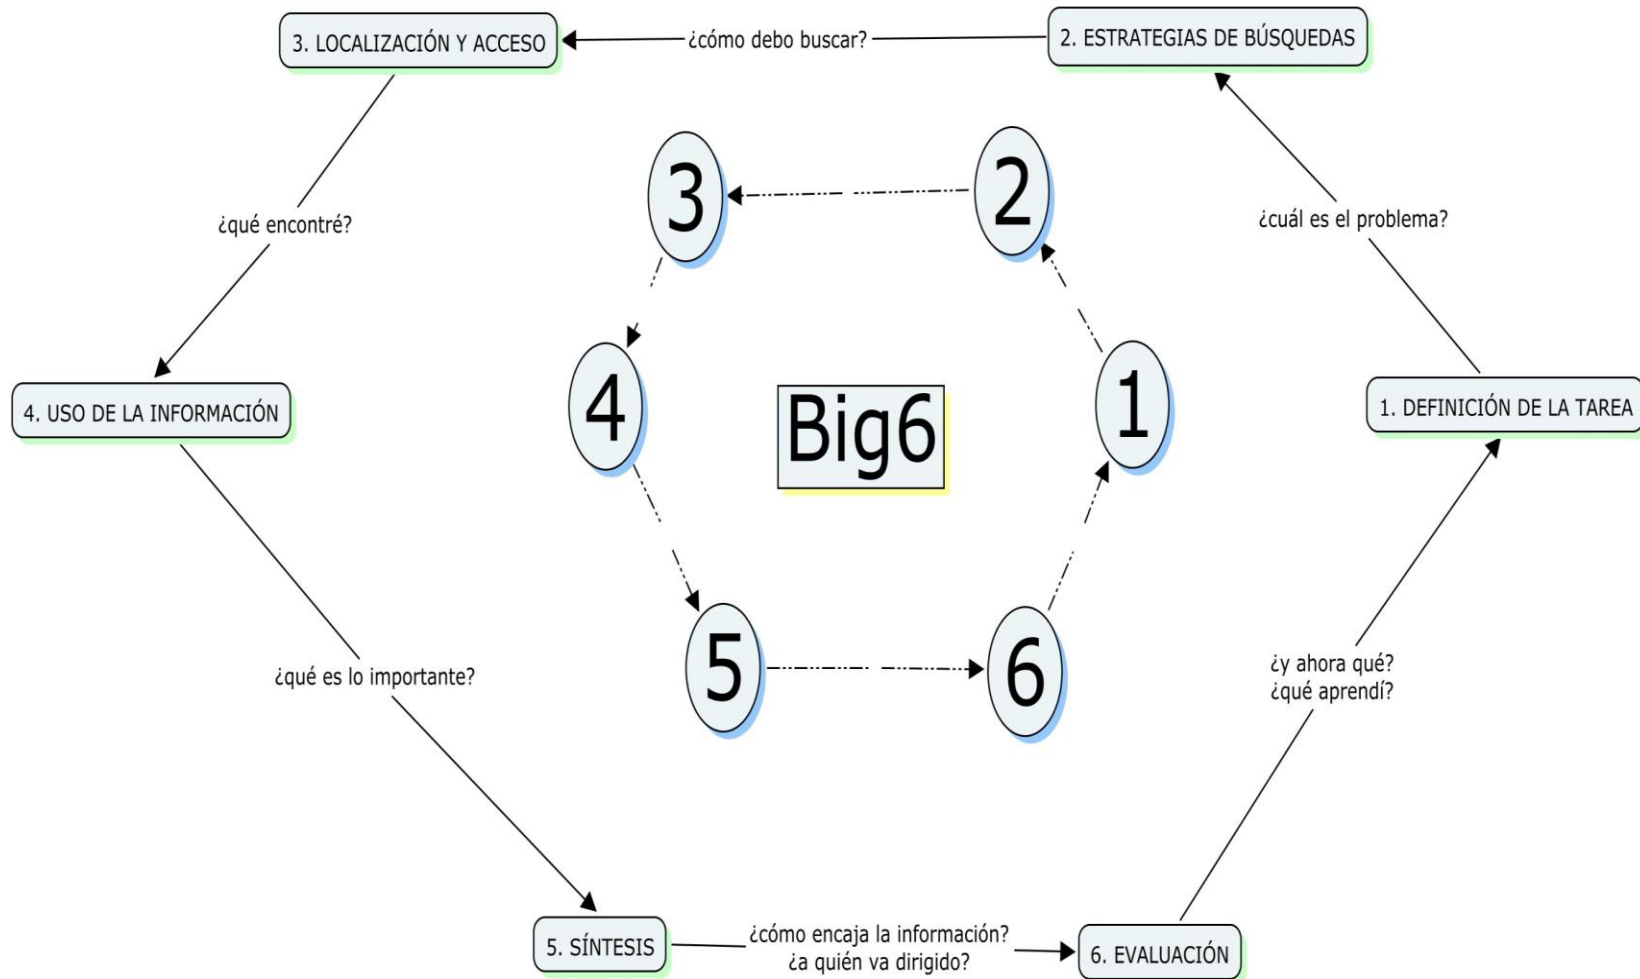 3. LOCALIZACIÓN Y ACCESO
¿cómo debo buscar?
2. ESTRATEGIAS DE BÚSQUEDAS
3
2
¿qué encontré?
¿cuál es el problema?
4. USO DE LA INFORMACIÓN
4
Big6
1
1. DEFINICIÓN DE LA TAREA
5
6
¿qué es lo importante?
¿y ahora qué?
¿qué aprendí?
5. SÍNTESIS
¿cómo encaja la información?
¿a quién va dirigido?
6. EVALUACIÓN